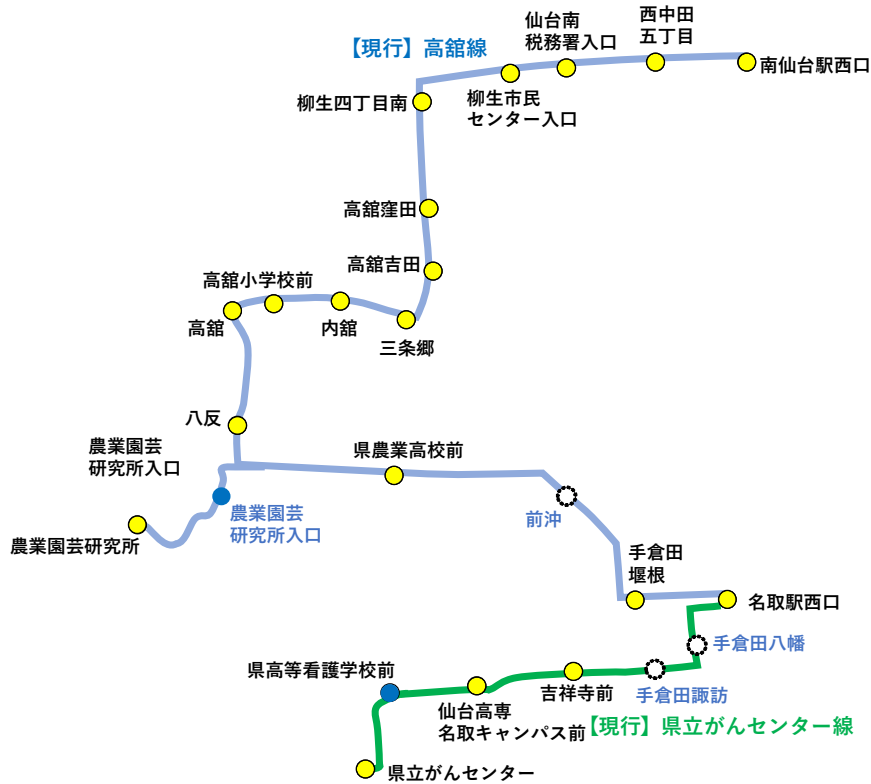 【現行】高舘線
仙台南
税務署入口
西中田
五丁目
南仙台駅西口
柳生市民
センター入口
柳生四丁目南
高舘窪田
高舘吉田
高舘小学校前
高舘
内舘
三条郷
八反
農業園芸
研究所入口
県農業高校前
農業園芸
研究所入口
前沖
農業園芸研究所
手倉田
堰根
名取駅西口
手倉田八幡
県高等看護学校前
吉祥寺前
手倉田諏訪
仙台高専
名取キャンパス前
【現行】県立がんセンター線
県立がんセンター